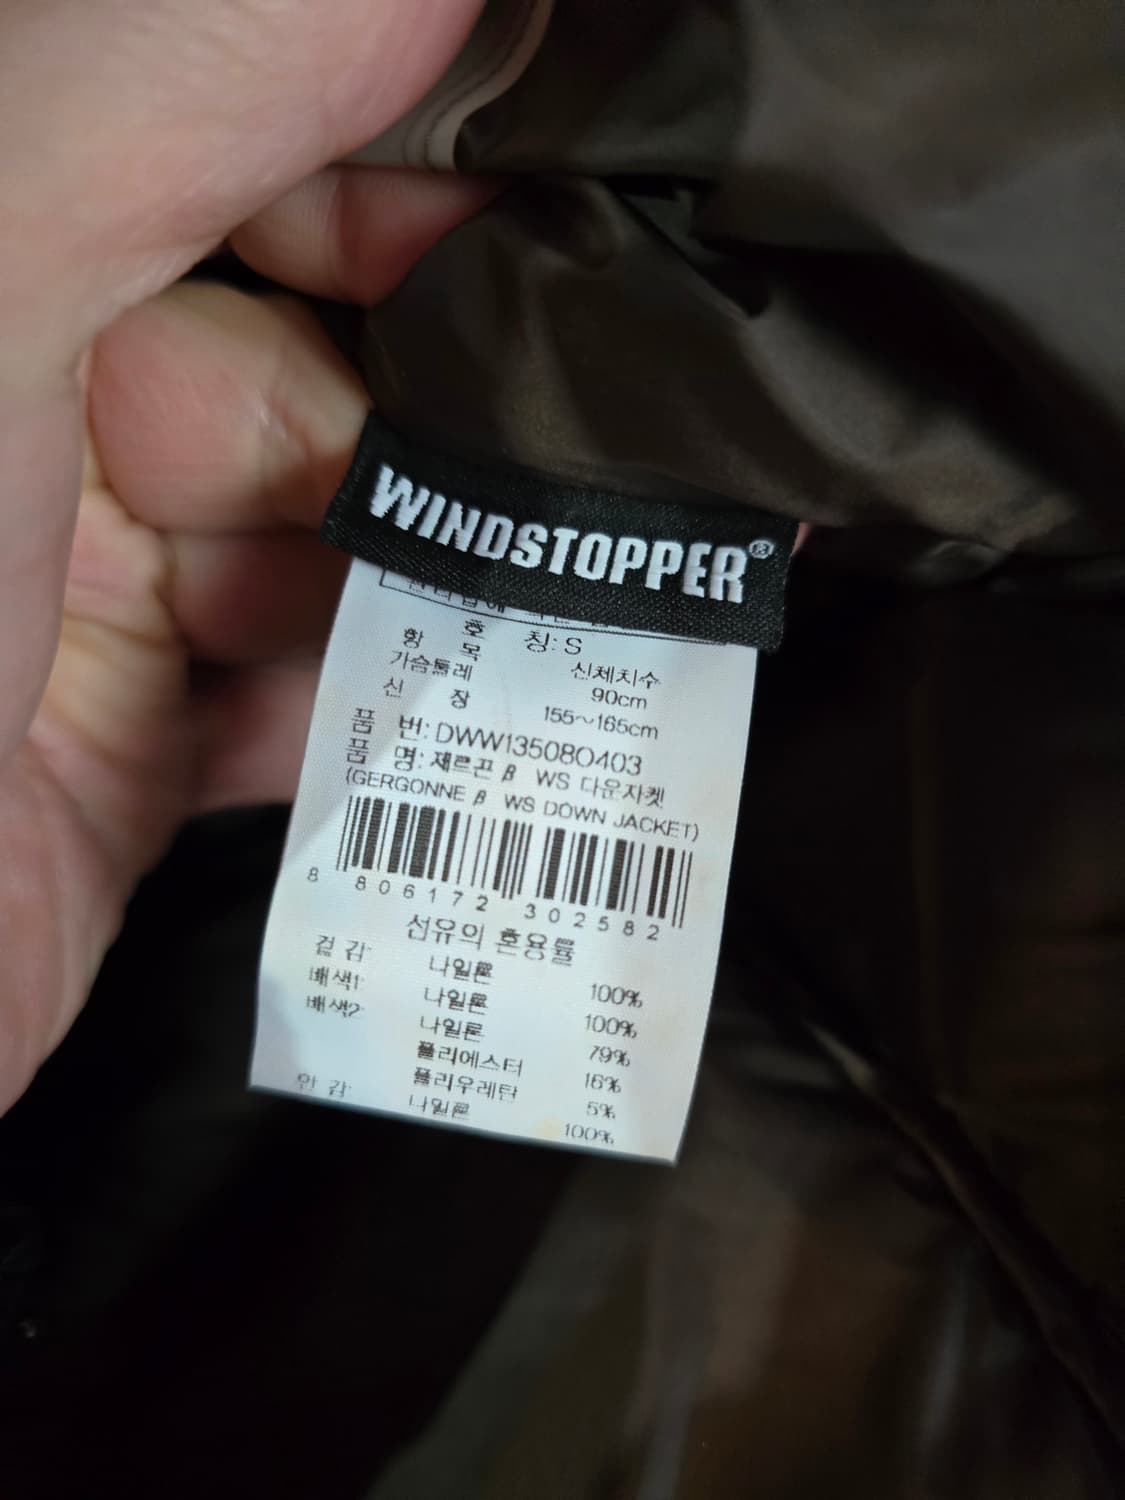 WINDSTOPPER®
호 칭: S
항 목 신체치수
가슴둘레 90cm
신 장 155~165cm
품 번: DWW13508O403
품 명: 제르곤 β WS 다운자켓
(GERGONNE β WS DOWN JACKET)
8 806172 302582
섬유의 혼용률
겉 감: 나일론 100%
배색1: 나일론 100%
배색2: 나일론 79%
폴리에스터 16%
폴리우레탄 5%
안 감: 나일론 100%